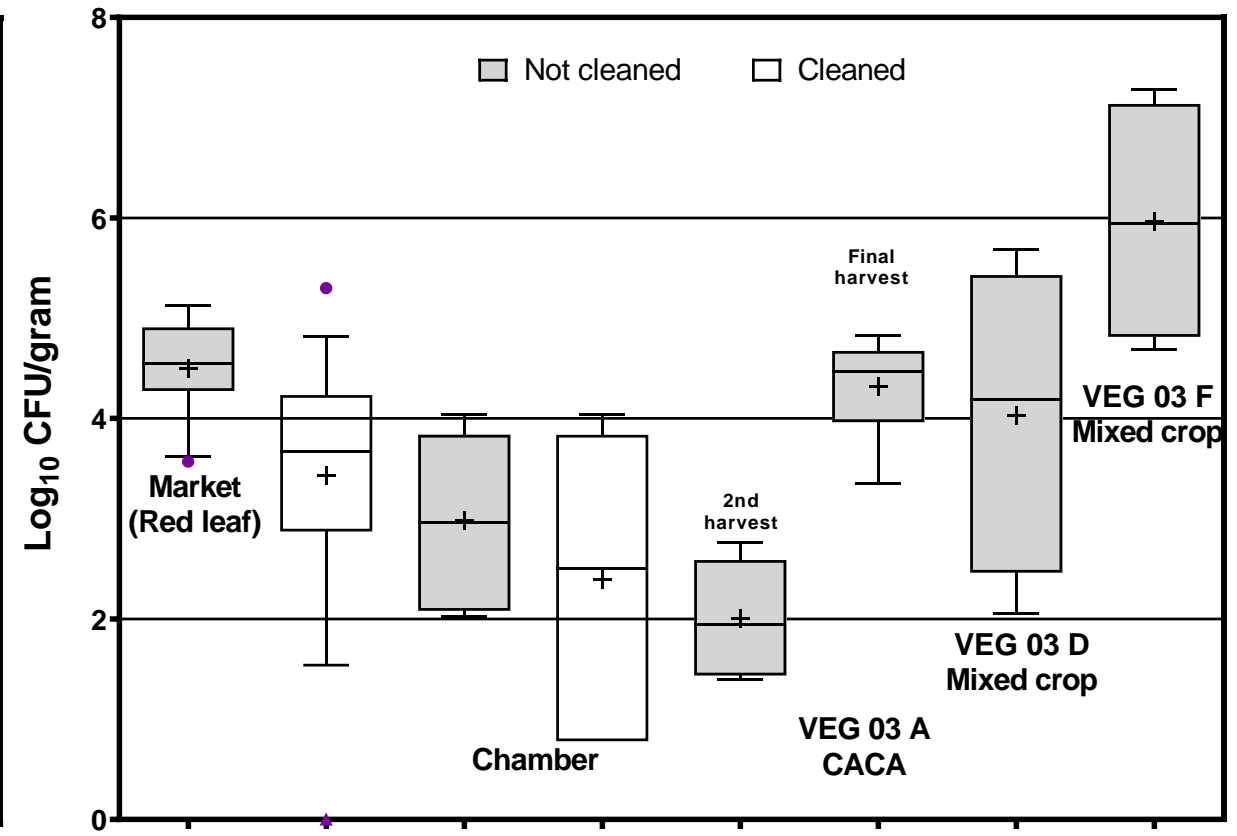 8
Not cleaned Cleaned
6
Final
harvest
Log₁₀ CFU/gram
VEG 03 F
Mixed crop
4
Market
(Red leaf)
2nd
harvest
2
VEG 03 D
Mixed crop
VEG 03 A
CACA
Chamber
0